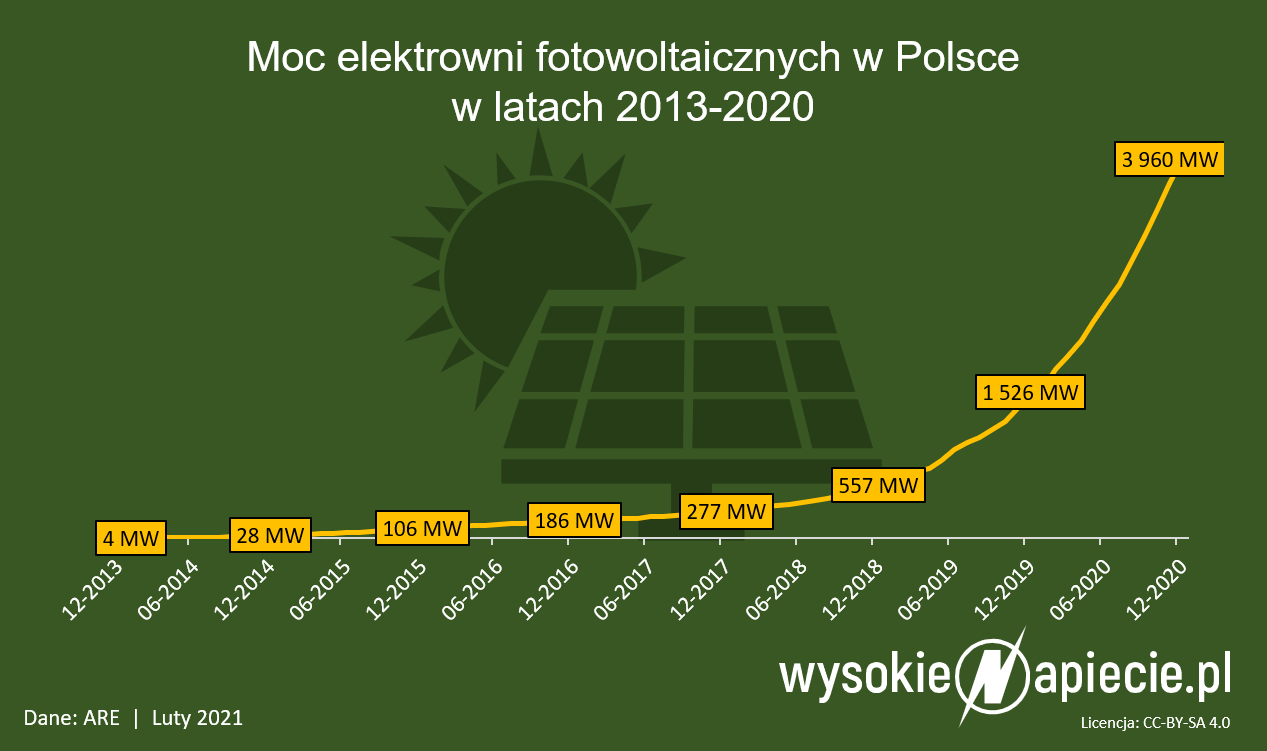 Moc elektrowni fotowoltaicznych w Polsce
w latach 2013-2020
3 960 MW
1 526 MW
557 MW
277 MW
186 MW
106 MW
28 MW
4 MW
12-2013
06-2014
12-2014
06-2015
12-2015
06-2016
12-2016
06-2017
12-2017
06-2018
12-2018
06-2019
12-2019
06-2020
12-2020
wysokieNapiecie.pl
Dane: ARE | Luty 2021
Licencja: CC-BY-SA 4.0